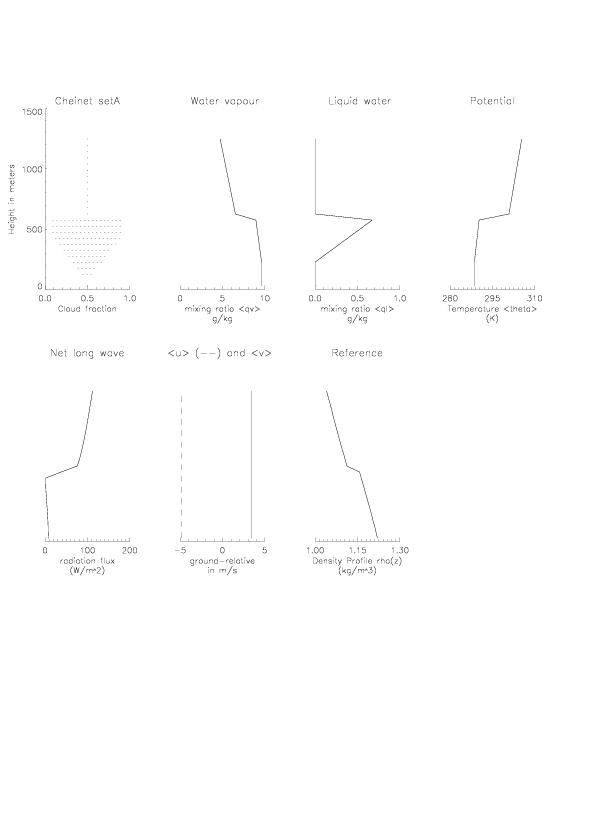 Cheinet setA Water vapour Liquid water Potential
1500
1000
500
0
Height in meters
0.0 0.5 1.0 0 5 10 0.0 0.5 1.0 280 295 310
Cloud fraction mixing ratio <qv> mixing ratio <ql> Temperature <theta>
g/kg g/kg (K)
Net long wave <u> (--) and <v> Reference
0 100 200 -5 0 5 1.00 1.15 1.30
radiation flux ground-relative Density Profile rho(z)
(W/m^2) in m/s (kg/m^3)